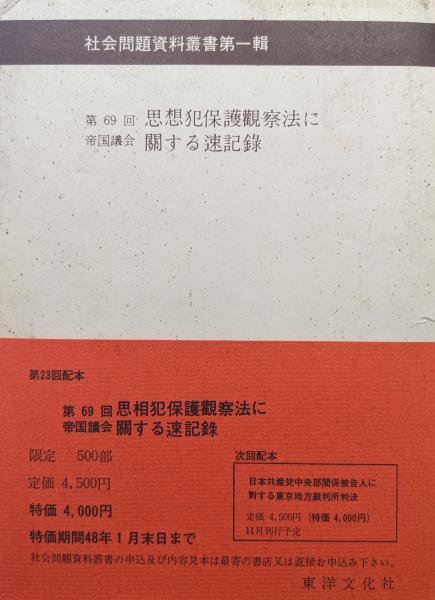 社会問題資料叢書第一輯
第69回 思想犯保護觀察法に
帝国議会 關する速記錄
第23回配本
第69回 思相犯保護觀察法に
帝国議会 關する速記錄
限定 500部
定価 4,500円
特価 4,000円
特価期間48年1月末日まで
次回配本
日本共産党中央部関係被告人に
對する東京地方裁判所判決
定価 4,500円(特価 4,000円)
11月刊行予定
社会問題資料叢書の申込及び内容見本は最寄の書店又は直接お申込み下さい。
東洋文化社